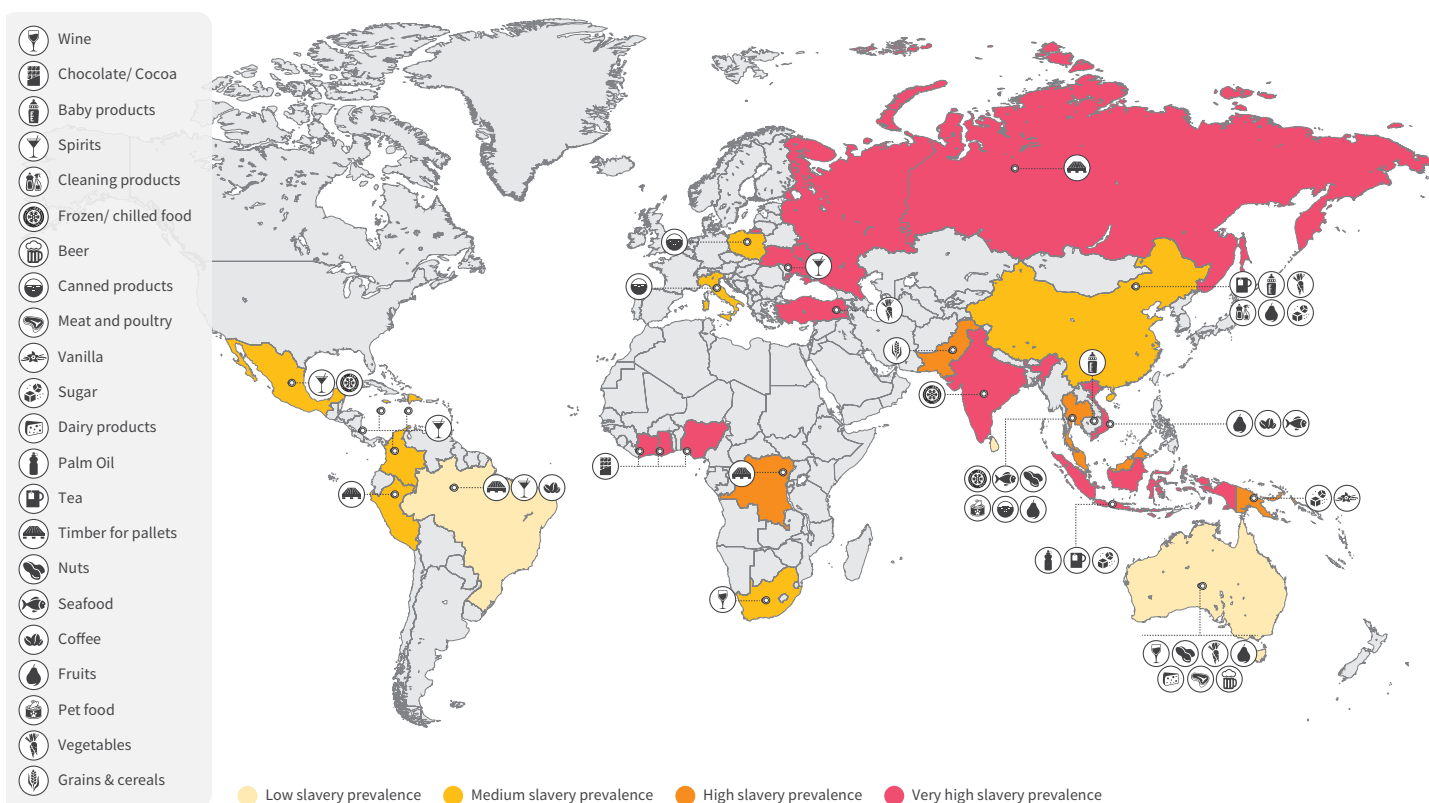 Wine
Chocolate/ Cocoa
Baby products
Spirits
Cleaning products
Frozen/ chilled food
Beer
Canned products
Meat and poultry
Vanilla
Sugar
Dairy products
Palm Oil
Tea
Timber for pallets
Nuts
Seafood
Coffee
Fruits
Pet food
Vegetables
Grains & cereals
Low slavery prevalence
Medium slavery prevalence
High slavery prevalence
Very high slavery prevalence